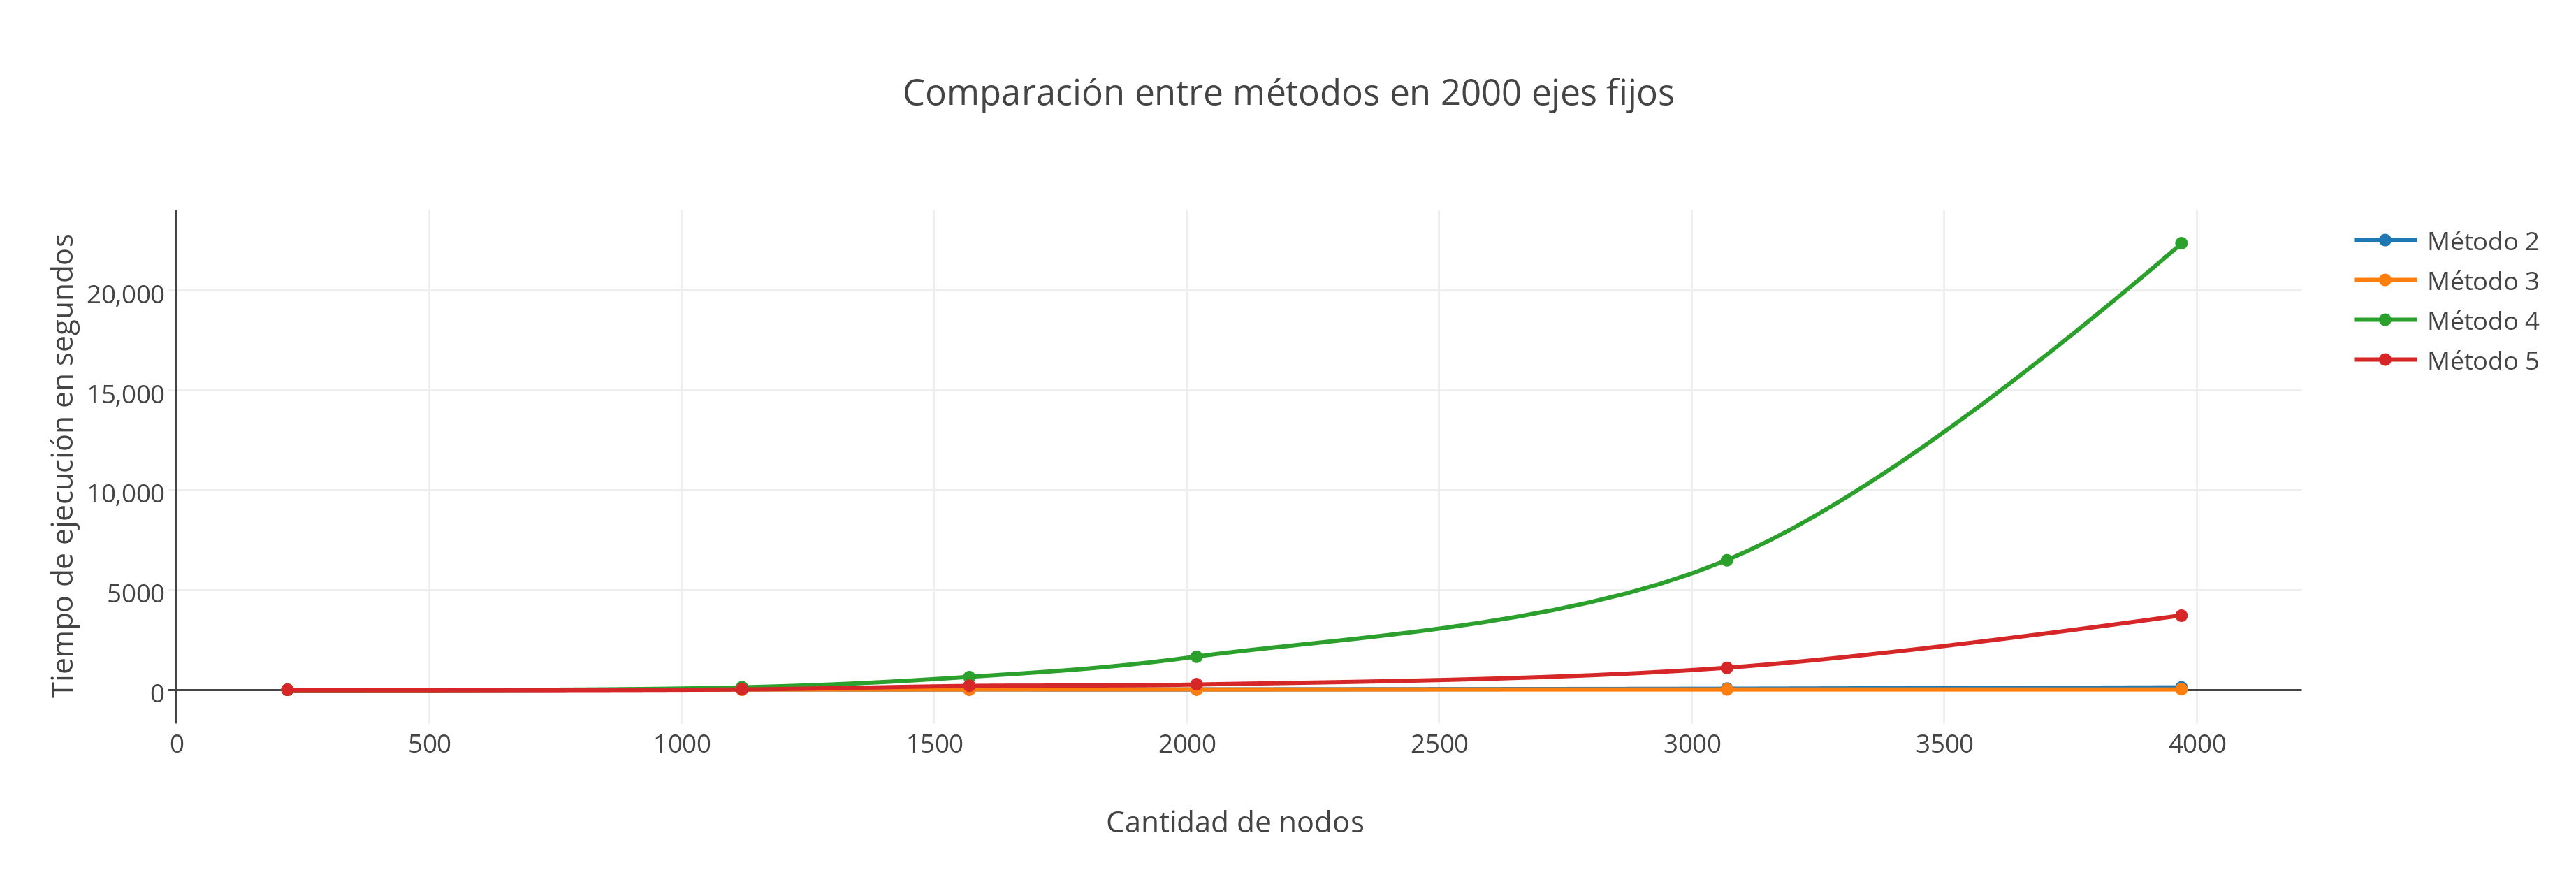 Comparación entre métodos en 2000 ejes fijos
Tiempo de ejecución en segundos
20,000
15,000
10,000
5000
0
0
500
1000
1500
2000
2500
3000
3500
4000
Cantidad de nodos
Método 2
Método 3
Método 4
Método 5